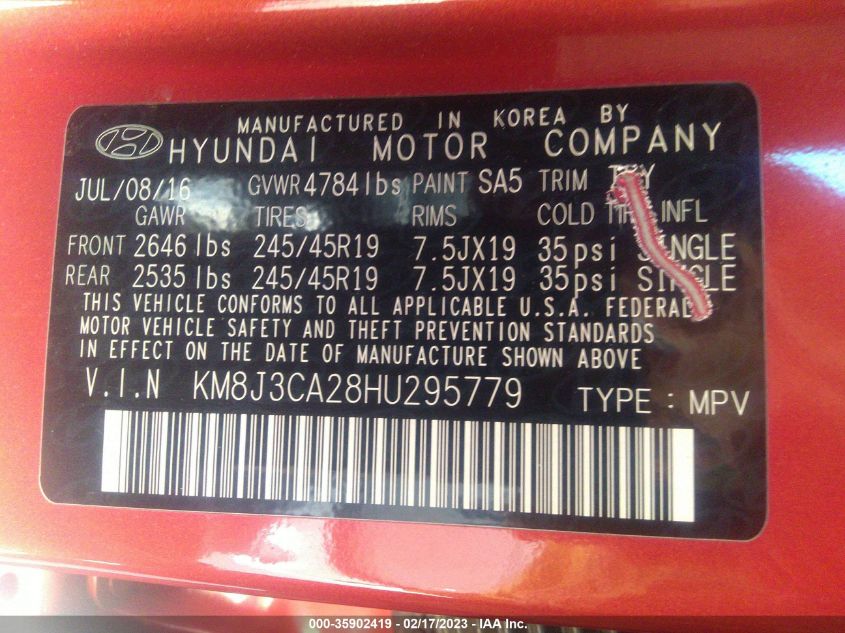 MANUFACTURED IN KOREA BY
HYUNDAI MOTOR COMPANY
JUL/08/16 GVWR 4784lbs PAINT SA5 TRIM
GAWR TIRES RIMS COLD INFL
FRONT 2646 lbs 245/45R19 7.5JX19 35psi SINGLE
REAR 2535 lbs 245/45R19 7.5JX19 35psi SINGLE
THIS VEHICLE CONFORMS TO ALL APPLICABLE U.S.A. FEDERAL
MOTOR VEHICLE SAFETY AND THEFT PREVENTION STANDARDS
IN EFFECT ON THE DATE OF MANUFACTURE SHOWN ABOVE
V.I.N KM8J3CA28HU295779 TYPE : MPV
000-35902419 - 02/17/2023 - IAA Inc.